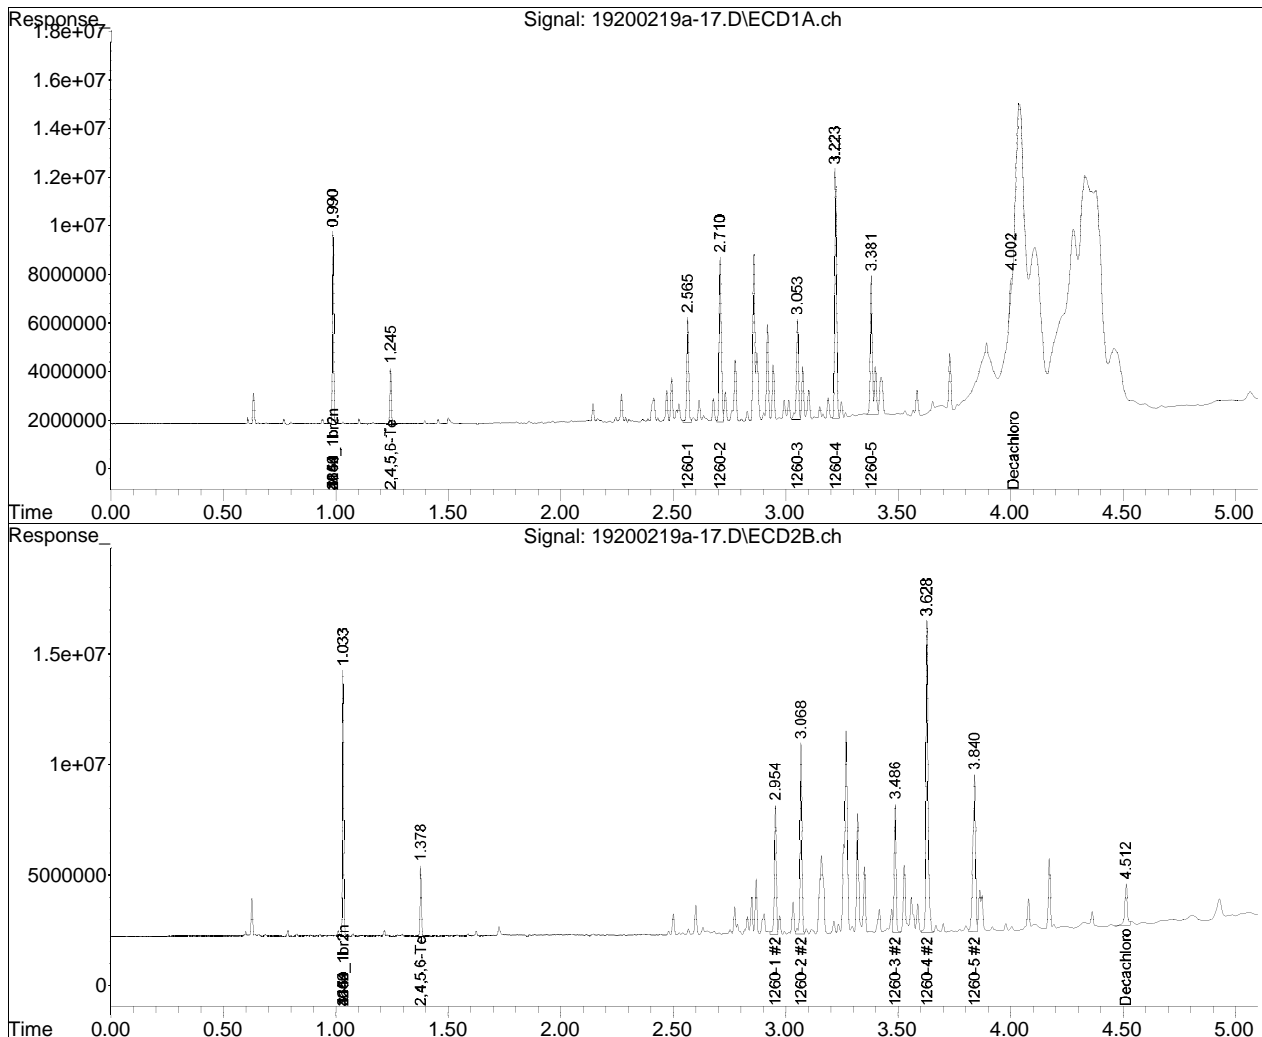 Response_
Signal: 19200219a-17.D\ECD1A.ch
1.8e+07
1.6e+07
1.4e+07
1.2e+07
1e+07
8000000
6000000
4000000
2000000
0
0.990
1.245
2.565
2.710
3.053
3.223
3.381
4.002
1br2n
2,4,5,6-Te
1260-1
1260-2
1260-3
1260-4
1260-5
Decachloro
Time
0.00 0.50 1.00 1.50 2.00 2.50 3.00 3.50 4.00 4.50 5.00
Response_
Signal: 19200219a-17.D\ECD2B.ch
1.5e+07
1e+07
5000000
0
1.033
1.378
2.954
3.068
3.486
3.628
3.840
4.512
1br2n
2,4,5,6-Te
1260-1 #2
1260-2 #2
1260-3 #2
1260-4 #2
1260-5 #2
Decachloro
Time
0.00 0.50 1.00 1.50 2.00 2.50 3.00 3.50 4.00 4.50 5.00